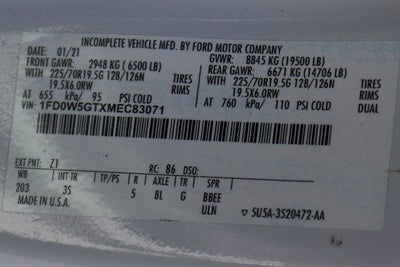 INCOMPLETE VEHICLE MFD. BY FORD MOTOR COMPANY
DATE: 01/21 GVWR: 8845 KG (19500 LB)
FRONT GAWR: 2948 KG ( 6500 LB) REAR GAWR: 6671 KG (14706 LB)
WITH 225/70R19.5G 128/126N TIRES WITH 225/70R19.5G 128/126N TIRES
19.5X6.0RW RIMS 19.5X6.0RW RIMS
AT 655 kPa/ 95 PSI COLD AT 760 kPa/ 110 PSI COLD DUAL
VIN: 1FD0W5GTXMEC83071
EXT PNT: Z1 RC: 86 DSO:
WB INT TR TP/PS R AXLE TR SPR
203 3S 5 8L G BBEE
MADE IN U.S.A. ULN 5U5A-3520472-AA